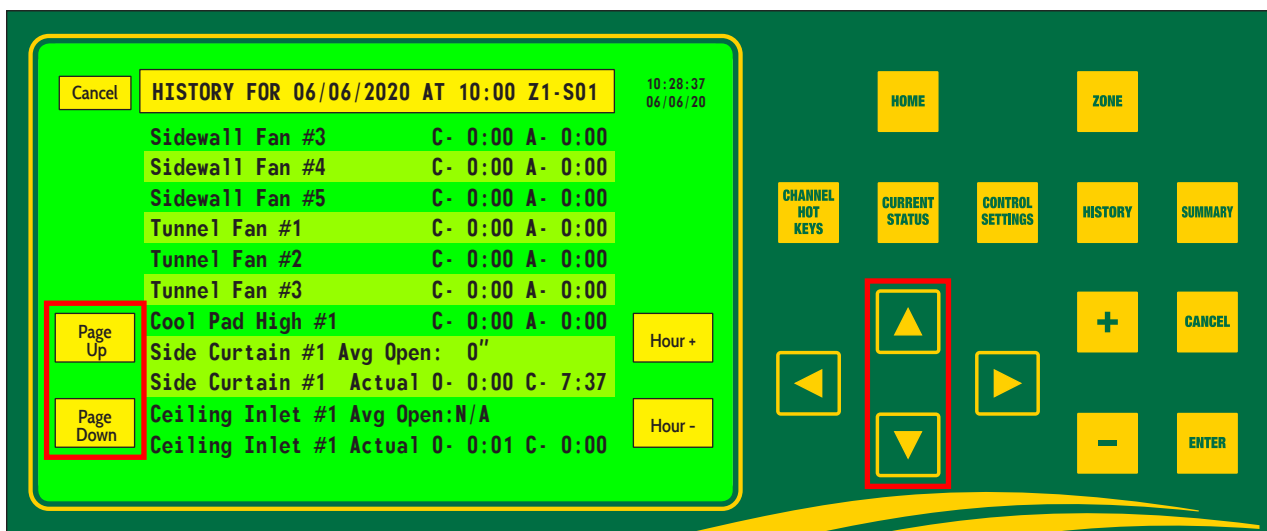 Cancel
HISTORY FOR 06/06/2020 AT 10:00 Z1-S01
10:28:37
06/06/20
Sidewall Fan #3 C- 0:00 A- 0:00
Sidewall Fan #4 C- 0:00 A- 0:00
Sidewall Fan #5 C- 0:00 A- 0:00
Tunnel Fan #1 C- 0:00 A- 0:00
Tunnel Fan #2 C- 0:00 A- 0:00
Tunnel Fan #3 C- 0:00 A- 0:00
Cool Pad High #1 C- 0:00 A- 0:00
Side Curtain #1 Avg Open: 0"
Side Curtain #1 Actual O- 0:00 C- 7:37
Ceiling Inlet #1 Avg Open:N/A
Ceiling Inlet #1 Actual O- 0:01 C- 0:00
Page
Up
Page
Down
Hour +
Hour -
HOME
ZONE
CHANNEL
HOT
KEYS
CURRENT
STATUS
CONTROL
SETTINGS
HISTORY
SUMMARY
+
CANCEL
-
ENTER